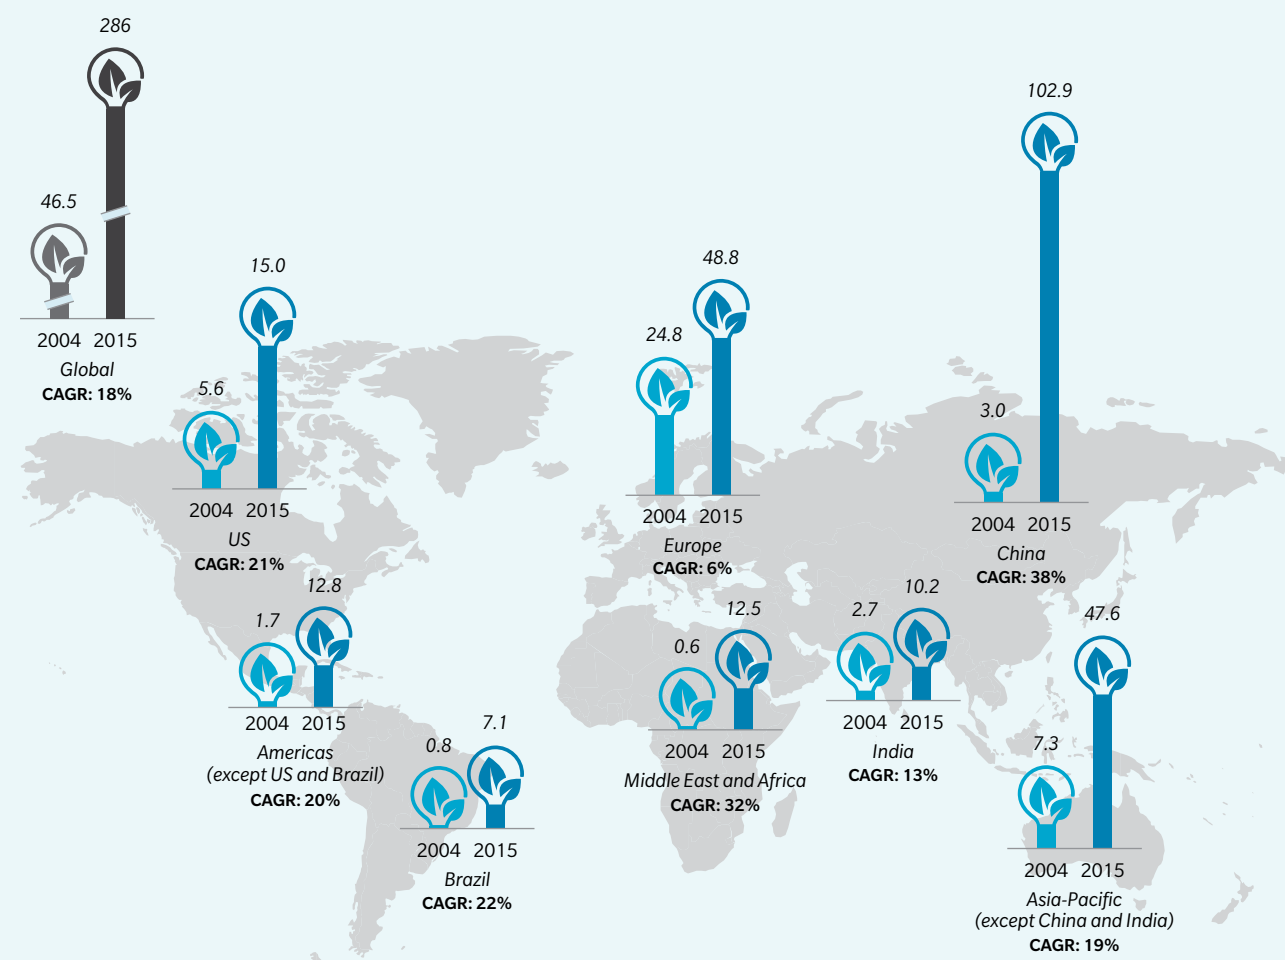 286
46.5
2004 2015
Global
CAGR: 18%
15.0
5.6
2004 2015
US
CAGR: 21%
12.8
1.7
2004 2015
Americas
(except US and Brazil)
CAGR: 20%
7.1
0.8
2004 2015
Brazil
CAGR: 22%
48.8
24.8
2004 2015
Europe
CAGR: 6%
12.5
0.6
2004 2015
Middle East and Africa
CAGR: 32%
10.2
2.7
2004 2015
India
CAGR: 13%
102.9
3.0
2004 2015
China
CAGR: 38%
47.6
7.3
2004 2015
Asia-Pacific
(except China and India)
CAGR: 19%